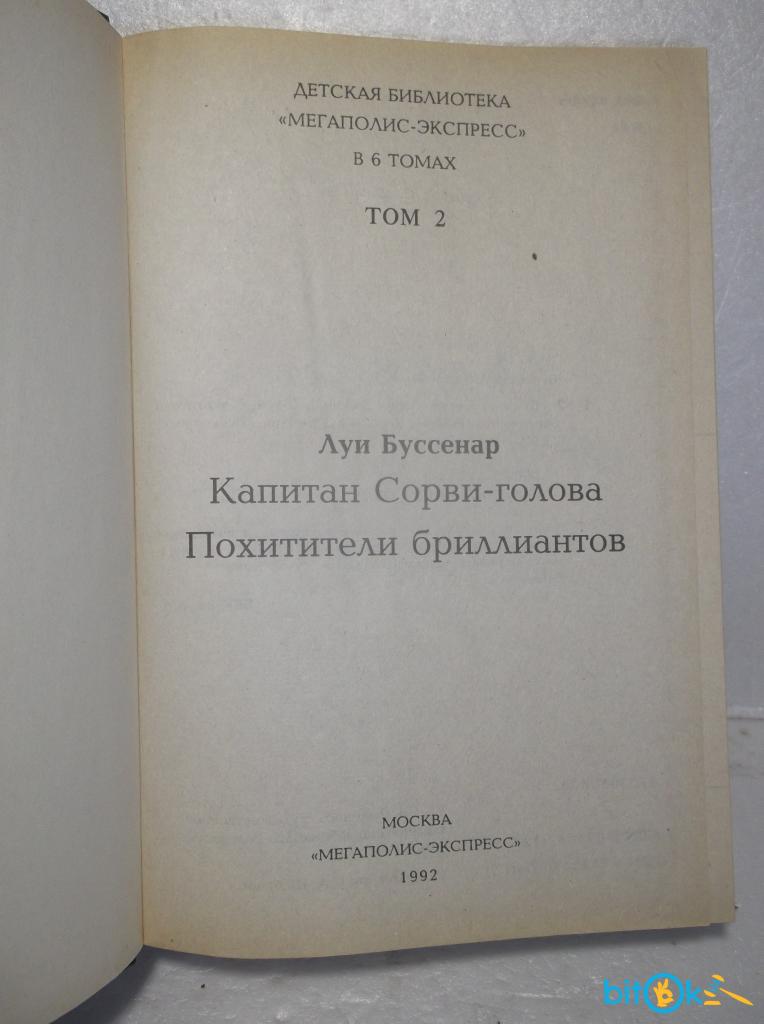 ДЕТСКАЯ БИБЛИОТЕКА
«МЕГАПОЛИС-ЭКСПРЕСС»
В 6 ТОМАХ
ТОМ 2
Луи Буссенар
Капитан Сорви-голова
Похитители бриллиантов
МОСКВА
«МЕГАПОЛИС-ЭКСПРЕСС»
1992